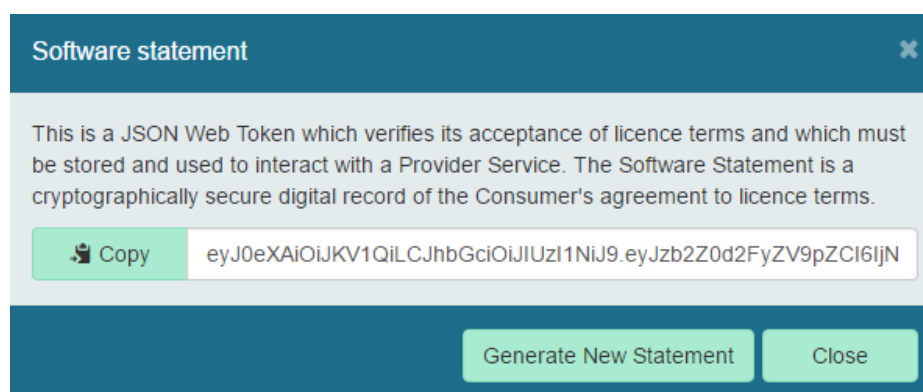 Software statement
This is a JSON Web Token which verifies its acceptance of licence terms and which must
be stored and used to interact with a Provider Service. The Software Statement is a
cryptographically secure digital record of the Consumer's agreement to licence terms.
Copy eyJ0eXAiOiJKV1QiLCJhbGciOiJIUzI1NiJ9.eyJzb2Z0d2FyZV9pZCI6IjN
Generate New Statement Close